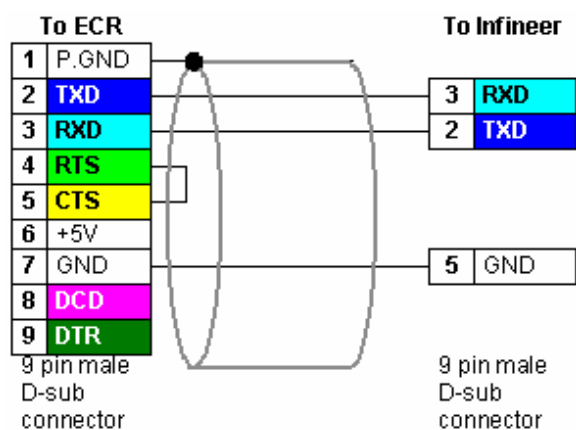 To ECR To Infineer
1 P.GND
2 TXD 3 RXD
3 RXD 2 TXD
4 RTS
5 CTS
6 +5V
7 GND 5 GND
8 DCD
9 DTR
9 pin male 9 pin male
D-sub D-sub
connector connector